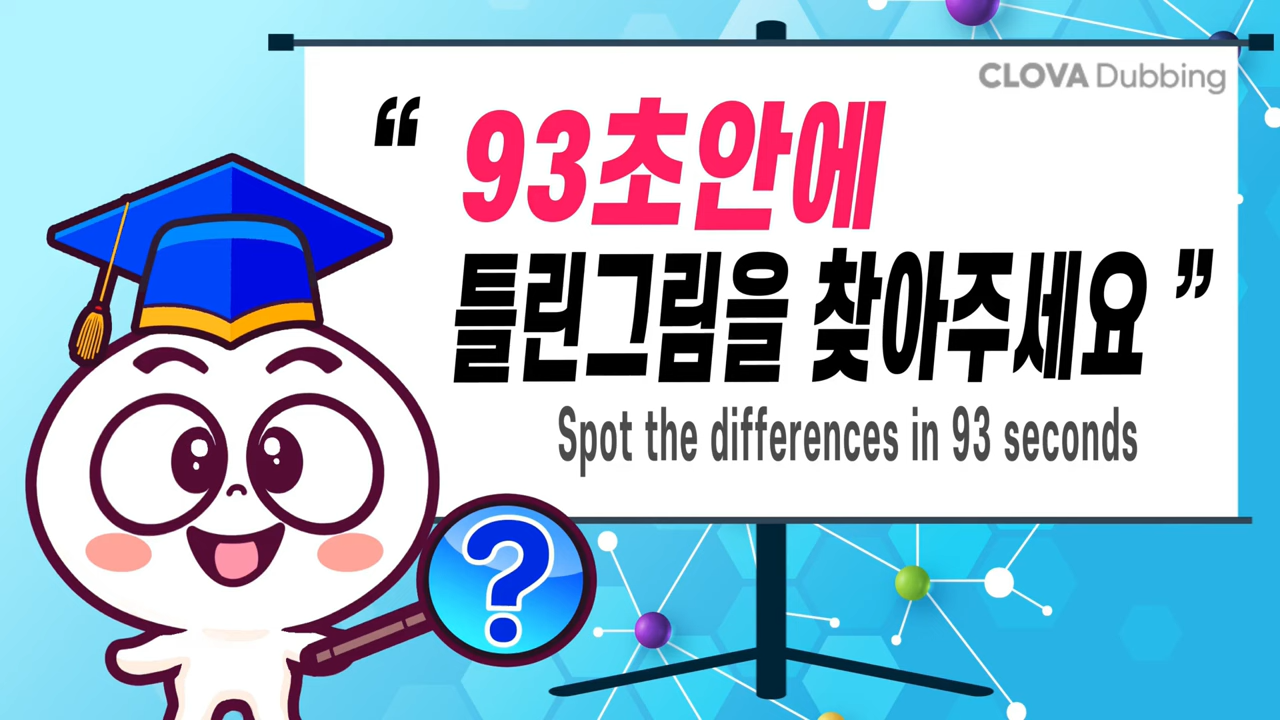 CLOVA Dubbing
“ 93초안에
틀린그림을 찾아주세요 ”
Spot the differences in 93 seconds
?